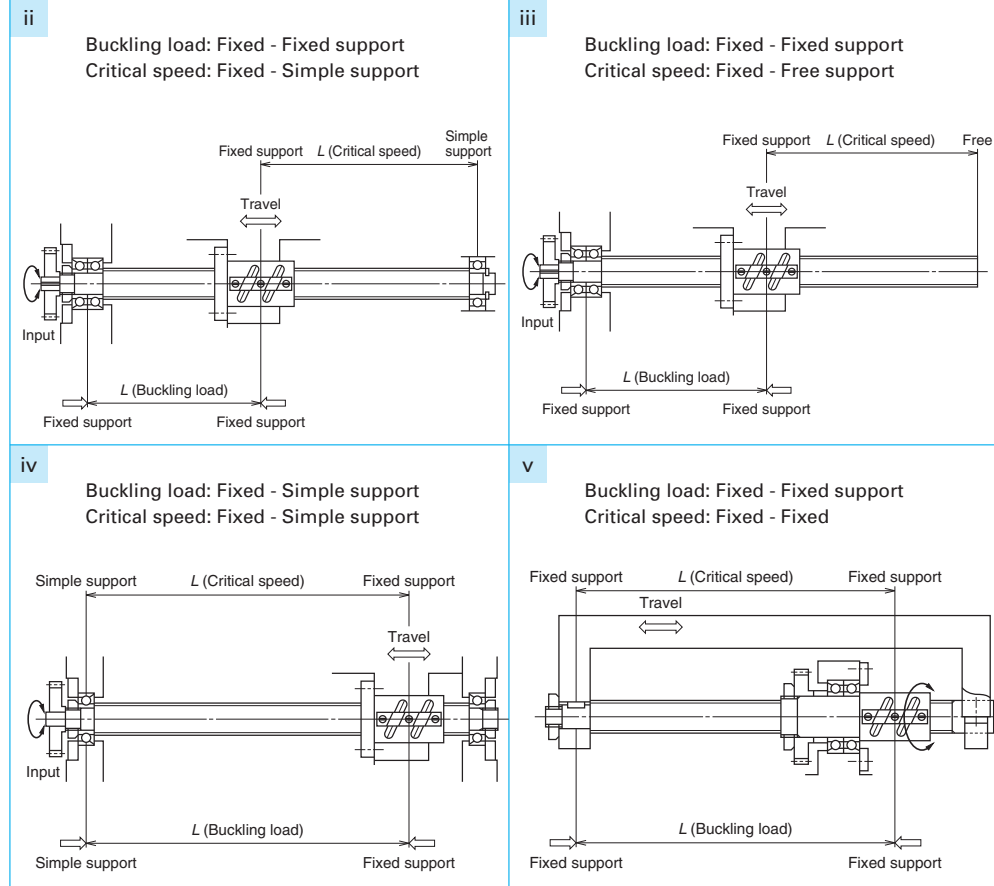 ii
Buckling load: Fixed - Fixed support
Critical speed: Fixed - Simple support
Simple
support
Fixed support
L (Critical speed)
Travel
Input
L (Buckling load)
Fixed support
Fixed support
iii
Buckling load: Fixed - Fixed support
Critical speed: Fixed - Free support
Fixed support
L (Critical speed)
Free
Travel
Input
L (Buckling load)
Fixed support
Fixed support
iv
Buckling load: Fixed - Simple support
Critical speed: Fixed - Simple support
Simple support
L (Critical speed)
Fixed support
Travel
Input
L (Buckling load)
Simple support
Fixed support
v
Buckling load: Fixed - Fixed support
Critical speed: Fixed - Fixed
Fixed support
L (Critical speed)
Fixed support
Travel
L (Buckling load)
Fixed support
Fixed support